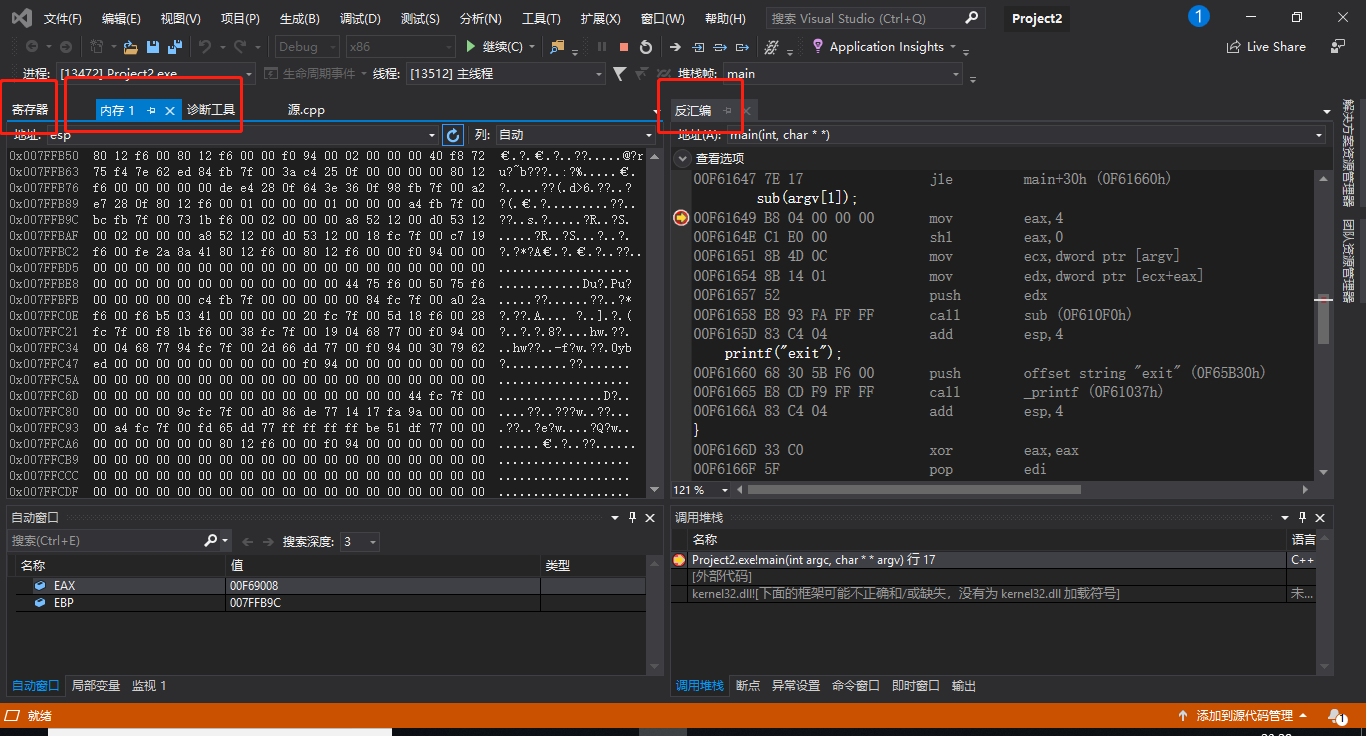 文件(F) 编辑(E) 视图(V) 项目(P) 生成(B) 调试(D) 测试(S) 分析(N) 工具(T) 扩展(X) 窗口(W) 帮助(H) 搜索 Visual Studio (Ctrl+Q) Project2 1
Debug x86 继续(C) Application Insights Live Share
进程: [13472] Project2.exe 生命周期事件 线程: [13512] 主线程 堆栈帧: main
寄存器 内存 1 诊断工具 源.cpp
地址: esp 列: 自动
0x007FFB50 80 12 f6 00 80 12 f6 00 00 f0 94 00 02 00 00 00 40 f8 72 €.?.€.?..??.....@?r
0x007FFB63 75 f4 7e 62 ed 84 fb 7f 00 3a c4 25 0f 00 00 00 00 80 12
0x007FFB76 f6 00 00 00 00 00 de e4 28 0f 64 3e 36 0f 98 fb 7f 00 a2
0x007FFB89 e7 28 0f 80 12 f6 00 01 00 00 00 01 00 00 00 a4 fb 7f 00
0x007FFB9C bc fb 7f 00 73 1b f6 00 02 00 00 00 a8 52 12 00 d0 53 12
0x007FFBAF 00 02 00 00 00 a8 52 12 00 d0 53 12 00 18 fc 7f 00 c7 19
0x007FFBC2 f6 00 fe 2a 8a 41 80 12 f6 00 80 12 f6 00 00 f0 94 00 00
0x007FFBD5 00 00 00 00 00 00 00 00 00 00 00 00 00 00 00 00 00 00 00 ...................
0x007FFBE8 00 00 00 00 00 00 00 00 00 00 00 00 44 75 f6 00 50 75 f6 ............Du?.Pu?
0x007FFBFB 00 00 00 00 00 c4 fb 7f 00 00 00 00 00 84 fc 7f 00 a0 2a
0x007FFC0E f6 00 f6 b5 03 41 00 00 00 00 20 fc 7f 00 5d 18 f6 00 28
0x007FFC21 fc 7f 00 f8 1b f6 00 38 fc 7f 00 19 04 68 77 00 f0 94 00
0x007FFC34 00 04 68 77 94 fc 7f 00 2d 66 dd 77 00 f0 94 00 30 79 62
0x007FFC47 ed 00 00 00 00 00 00 00 00 00 f0 94 00 00 00 00 00 00 00
0x007FFC5A 00 00 00 00 00 00 00 00 00 00 00 00 00 00 00 00 00 00 00 ...................
0x007FFC6D 00 00 00 00 00 00 00 00 00 00 00 00 00 00 00 44 fc 7f 00
0x007FFC80 00 00 00 00 9c fc 7f 00 d0 86 de 77 14 17 fa 9a 00 00 00
0x007FFC93 00 a4 fc 7f 00 fd 65 dd 77 ff ff ff ff be 51 df 77 00 00
0x007FFCA6 00 00 00 00 00 00 80 12 f6 00 00 f0 94 00 00 00 00 00 00
0x007FFCB9 00 00 00 00 00 00 00 00 00 00 00 00 00 00 00 00 00 00 00 ...................
0x007FFCCC 00 00 00 00 00 00 00 00 00 00 00 00 00 00 00 00 00 00 00 ...................
0x007FFCDF 00 00 00 00 00 00 00 00 00 00 00 00 00 00 00 00 00 00 00 ...................
反汇编
地址(A): main(int, char * *)
查看选项
00F61647 7E 17 jle main+30h (0F61660h)
sub(argv[1]);
00F61649 B8 04 00 00 00 mov eax,4
00F6164E C1 E0 00 shl eax,0
00F61651 8B 4D 0C mov ecx,dword ptr [argv]
00F61654 8B 14 01 mov edx,dword ptr [ecx+eax]
00F61657 52 push edx
00F61658 E8 93 FA FF FF call sub (0F610F0h)
00F6165D 83 C4 04 add esp,4
printf("exit");
00F61660 68 30 5B F6 00 push offset string "exit" (0F65B30h)
00F61665 E8 CD F9 FF FF call _printf (0F61037h)
00F6166A 83 C4 04 add esp,4
}
00F6166D 33 C0 xor eax,eax
00F6166F 5F pop edi
121 %
解决方案资源管理器
团队资源管理器
自动窗口
搜索(Ctrl+E) 搜索深度: 3
名称 值 类型
EAX 00F69008
EBP 007FFB9C
自动窗口 局部变量 监视 1
调用堆栈
名称 语言
Project2.exe!main(int argc, char * * argv) 行 17 C++
[外部代码]
kernel32.dll![下面的框架可能不正确和/或缺失，没有为 kernel32.dll 加载符号] 未...
调用堆栈 断点 异常设置 命令窗口 即时窗口 输出
就绪 添加到源代码管理 1